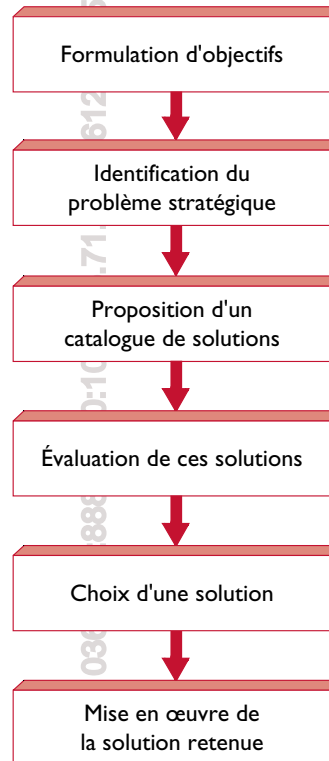 Formulation d'objectifs
Identification du
problème stratégique
Proposition d'un
catalogue de solutions
Évaluation de ces solutions
Choix d'une solution
Mise en œuvre de
la solution retenue